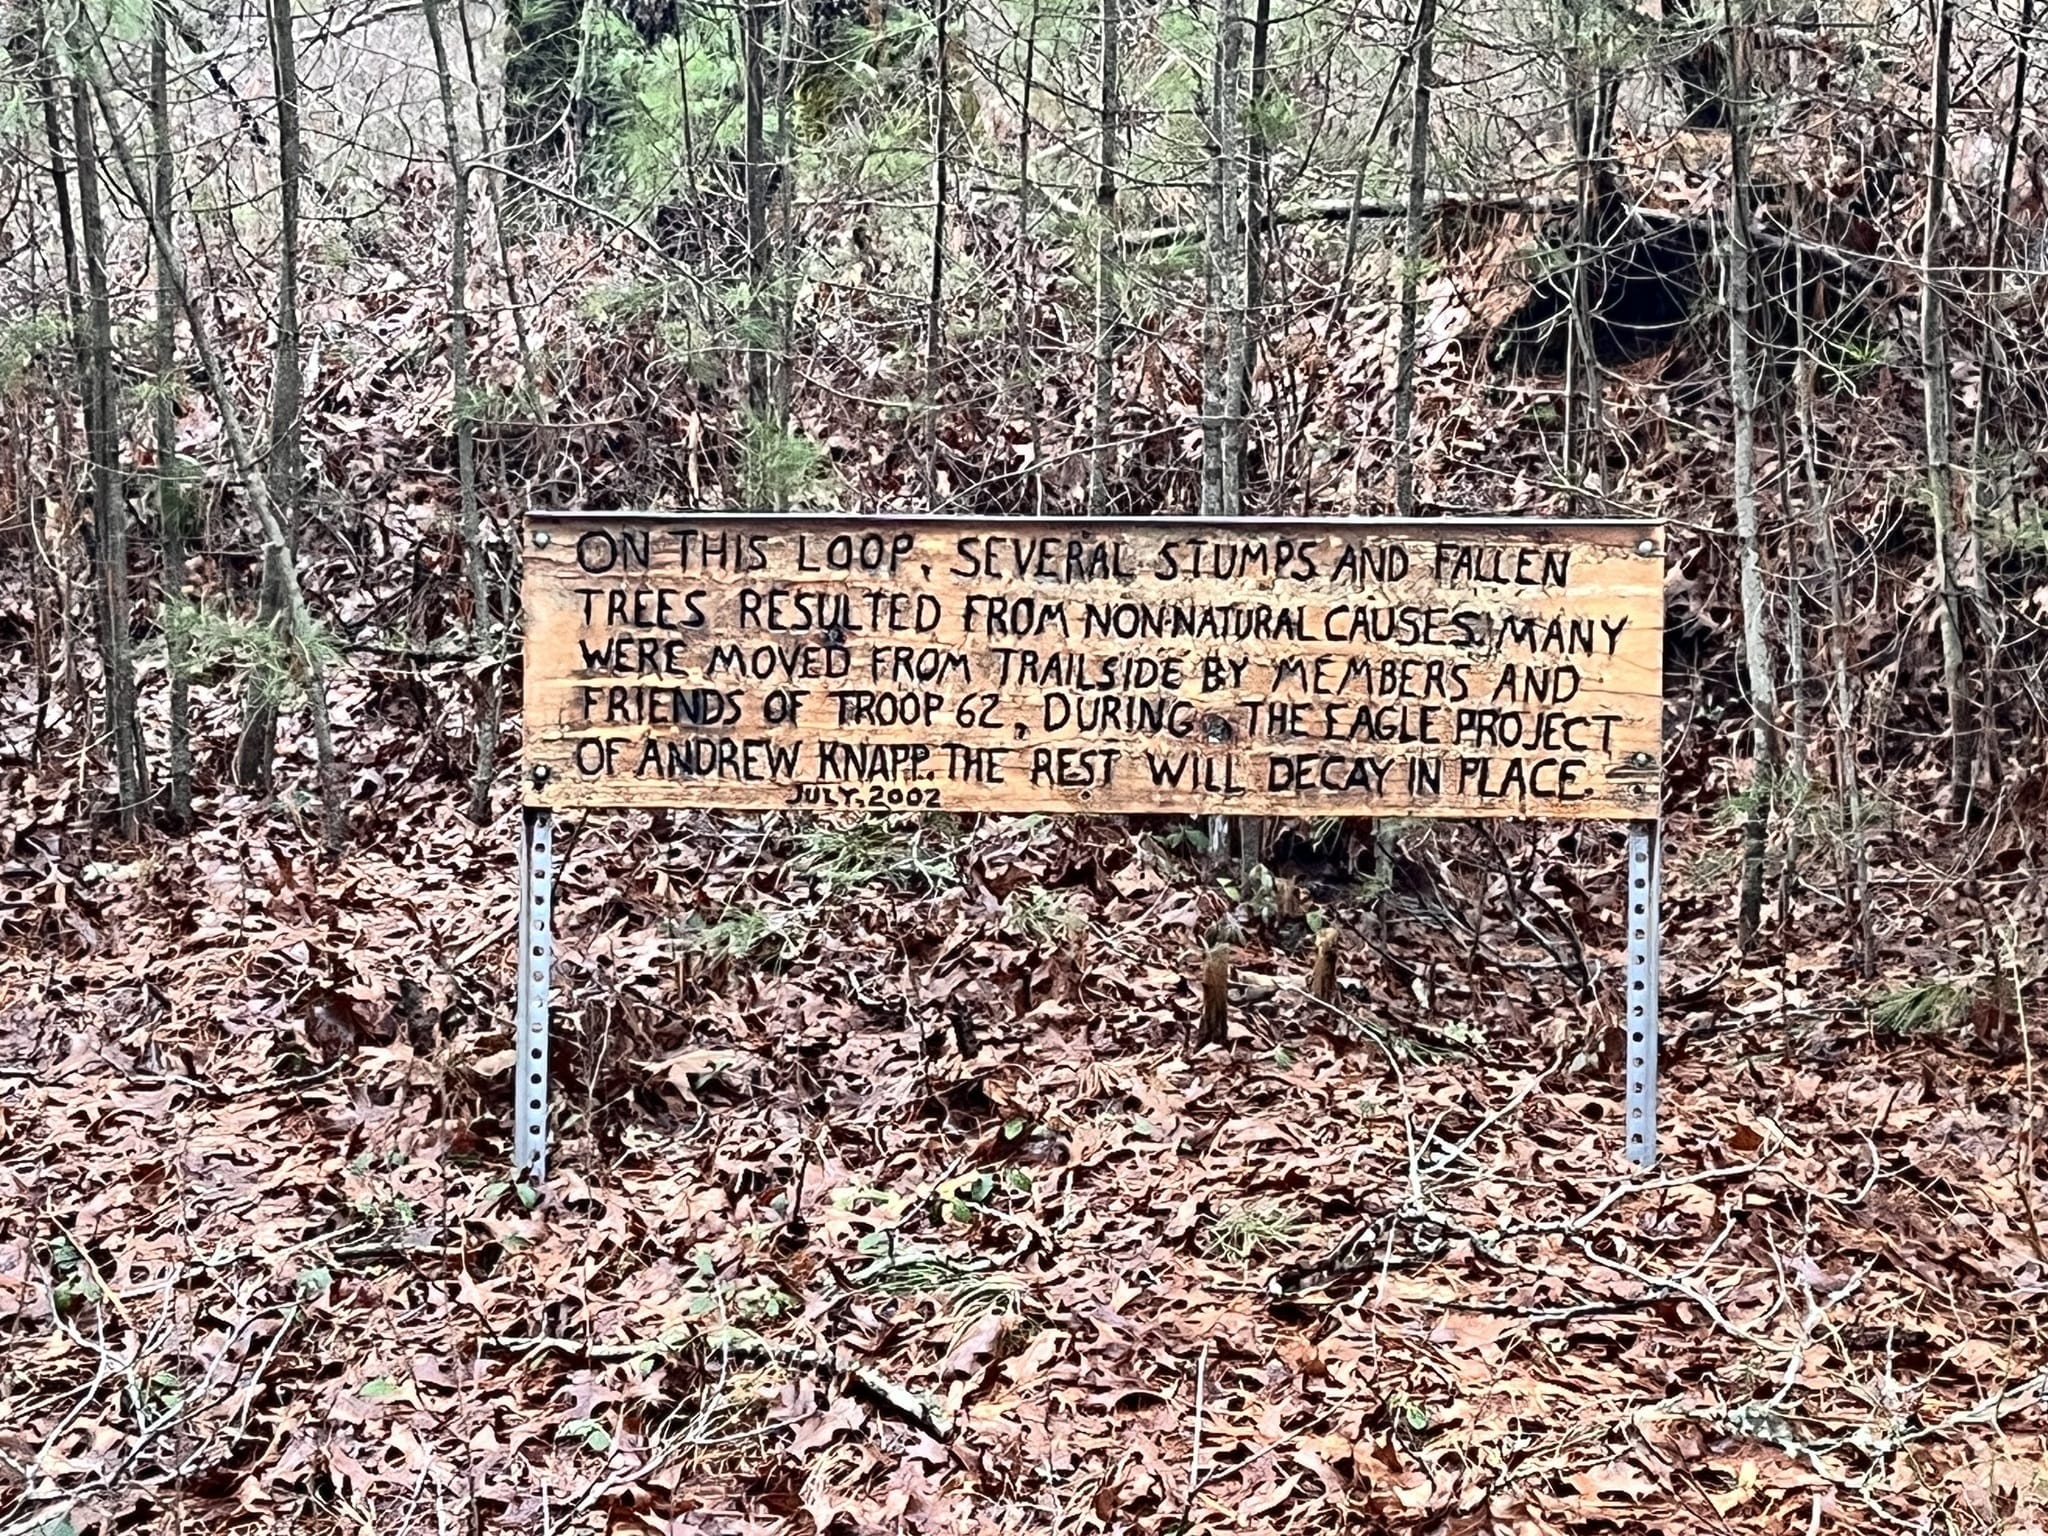 ON THIS LOOP, SEVERAL STUMPS AND FALLEN
TREES RESULTED FROM NON-NATURAL CAUSES. MANY
WERE MOVED FROM TRAILSIDE BY MEMBERS AND
FRIENDS OF TROOP 62, DURING THE EAGLE PROJECT
OF ANDREW KNAPP. THE REST WILL DECAY IN PLACE.
JULY, 2002